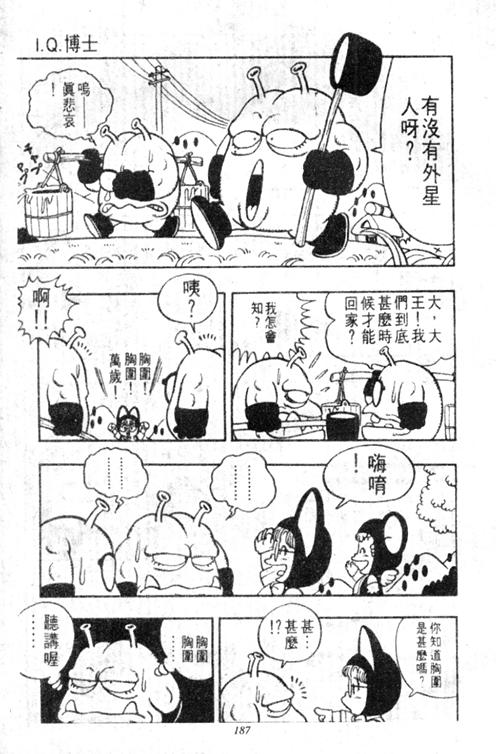 I.Q.博士
有沒有外星
人呀？
嗚——
眞悲哀
！
大，大
王！我
們到底
甚麼時
候才能
回家？
我怎會
知？
咦？
胸圍！
胸圍！
萬歲！
啊
!!
嗨
唷
！
………
………
………
………
你知道胸圍
是甚麼嗎？
甚…
甚麼
!?
胸圍
……
胸圍
……
聽講喔
……
187